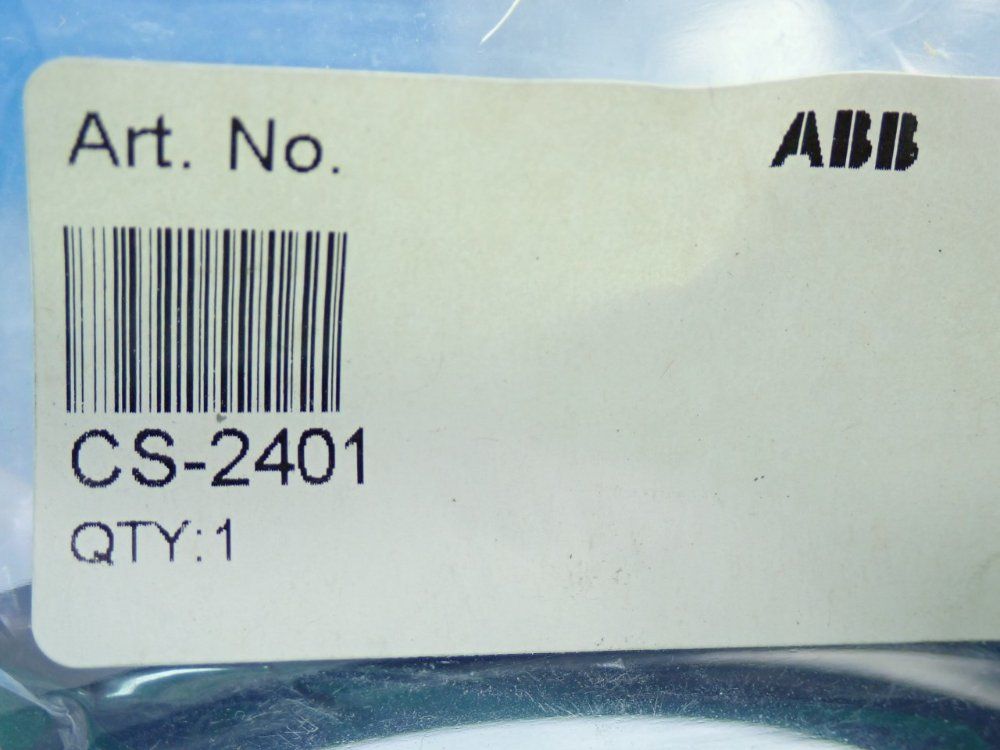 Art. No.
ABB
CS-2401
QTY:1